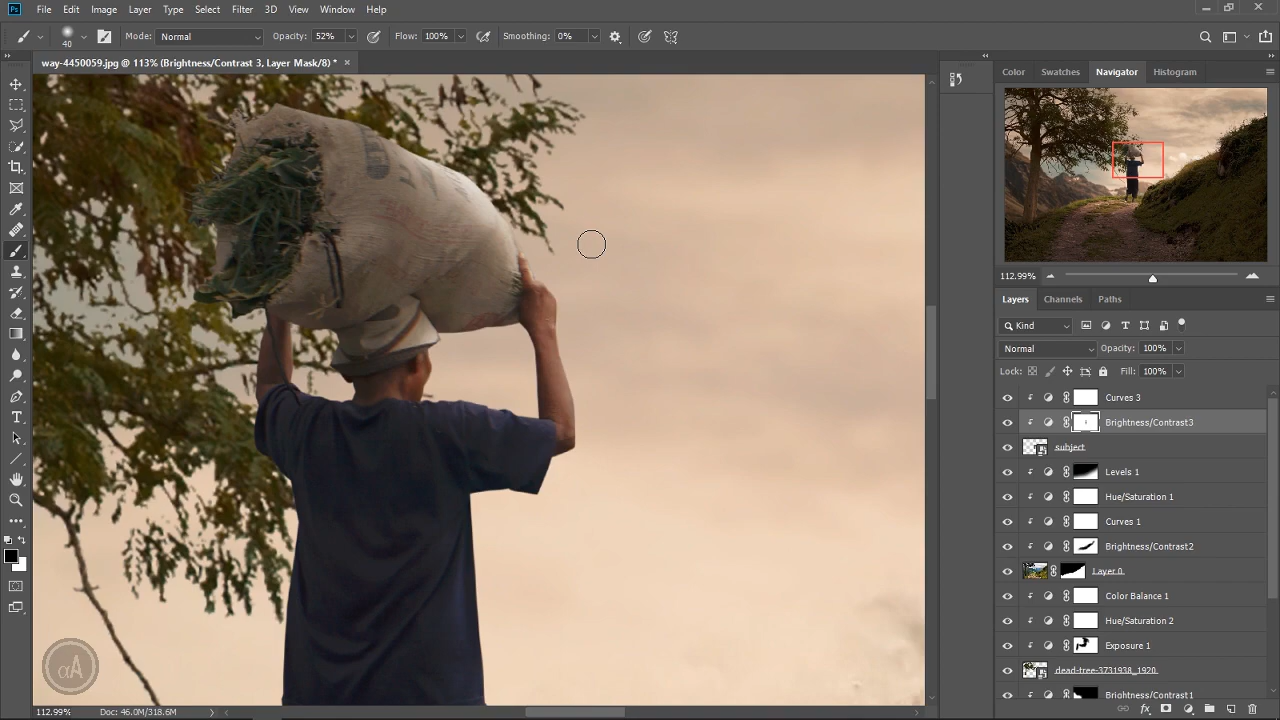 Ps File Edit Image Layer Type Select Filter 3D View Window Help
40 Mode: Normal Opacity: 52% Flow: 100% Smoothing: 0%
way-4450059.jpg @ 113% (Brightness/Contrast 3, Layer Mask/8) * ×
Color Swatches Navigator Histogram
112.99%
Layers Channels Paths
Kind
Normal Opacity: 100%
Lock: Fill: 100%
Curves 3
Brightness/Contrast3
subject
Levels 1
Hue/Saturation 1
Curves 1
Brightness/Contrast2
Layer 0
Color Balance 1
Hue/Saturation 2
Exposure 1
dead-tree-3731938_1920
Brightness/Contrast1
αA
112.99% Doc: 46.0M/318.6M